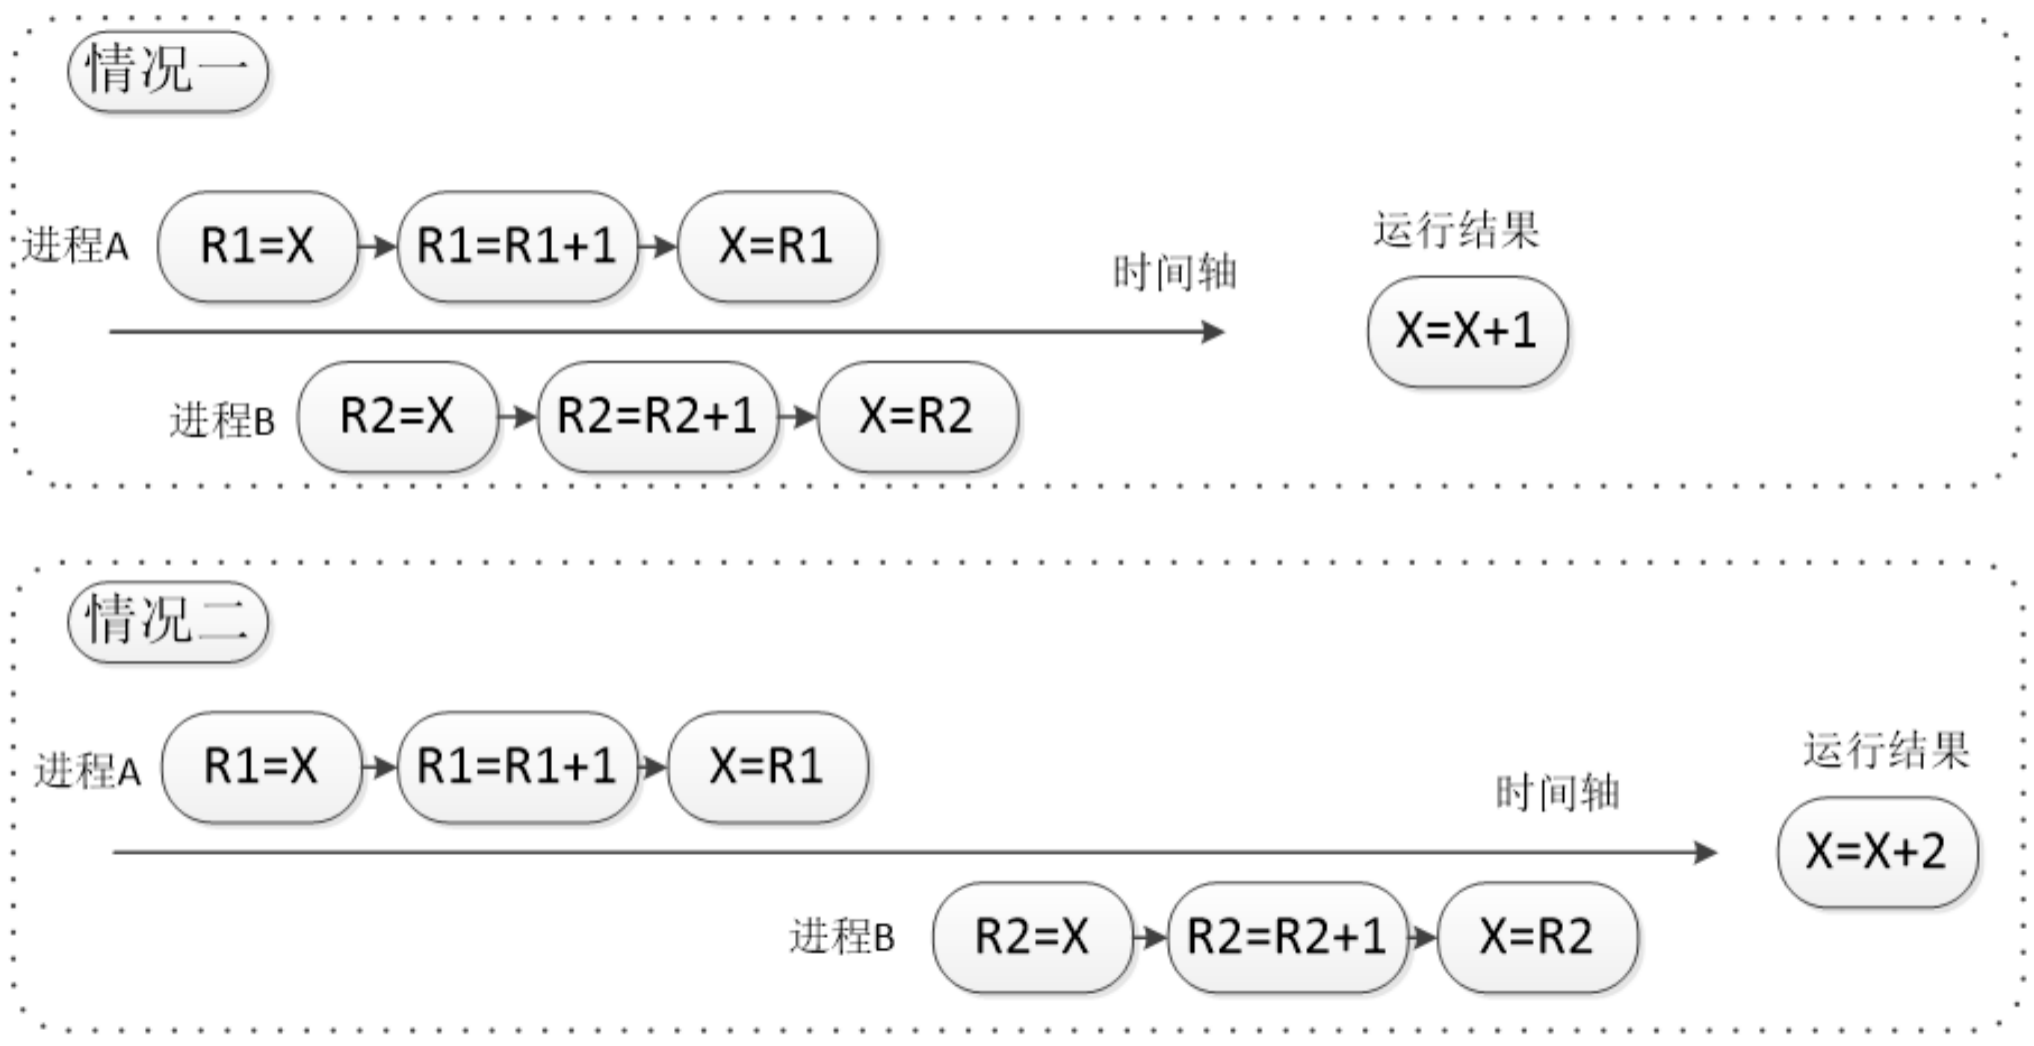 情况一
进程A
R1=X
R1=R1+1
X=R1
时间轴
运行结果
X=X+1
进程B
R2=X
R2=R2+1
X=R2
情况二
进程A
R1=X
R1=R1+1
X=R1
时间轴
运行结果
X=X+2
进程B
R2=X
R2=R2+1
X=R2